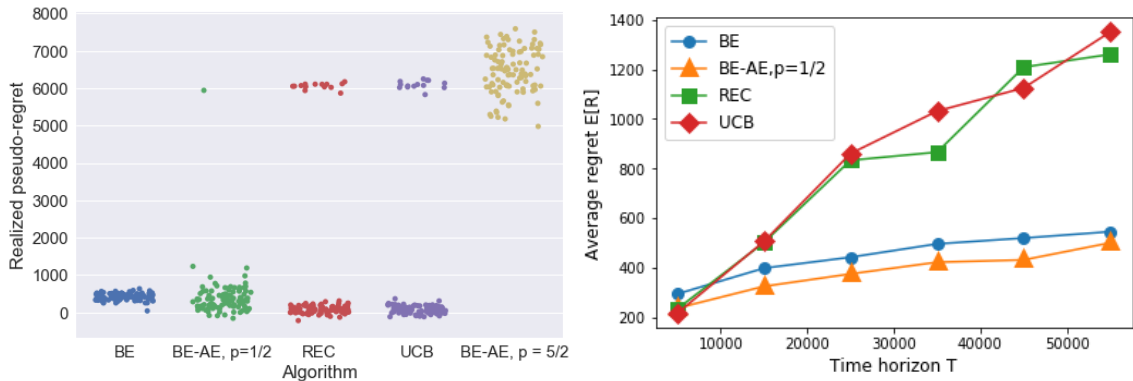 8000
7000
6000
5000
4000
3000
2000
1000
0
Realized pseudo-regret
BE
BE-AE, p=1/2
REC
UCB
BE-AE, p = 5/2
Algorithm
1400
1200
1000
800
600
400
200
Average regret E[R]
BE
BE-AE,p=1/2
REC
UCB
10000
20000
30000
40000
50000
Time horizon T